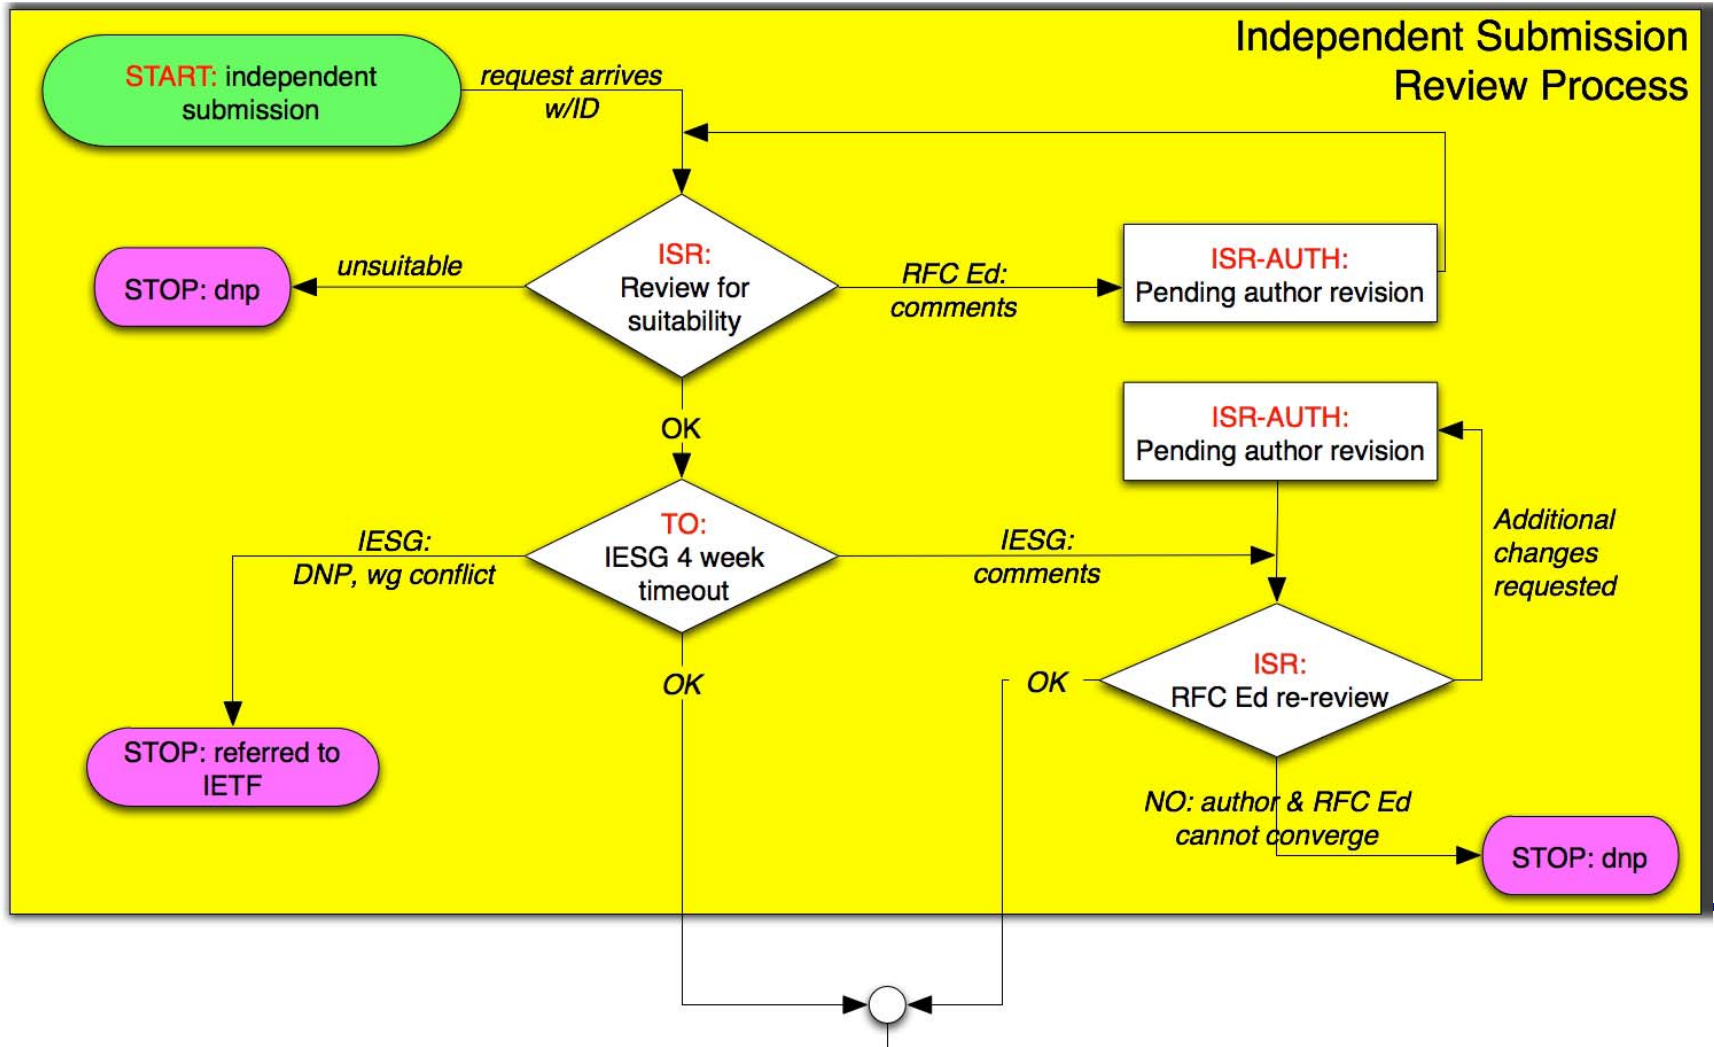 Independent Submission
Review Process
START: independent
submission
request arrives
w/ID
ISR:
Review for
suitability
unsuitable
STOP: dnp
RFC Ed:
comments
ISR-AUTH:
Pending author revision
OK
ISR-AUTH:
Pending author revision
TO:
IESG 4 week
timeout
IESG:
DNP, wg conflict
IESG:
comments
Additional
changes
requested
STOP: referred to
IETF
OK
OK
ISR:
RFC Ed re-review
NO: author & RFC Ed
cannot converge
STOP: dnp